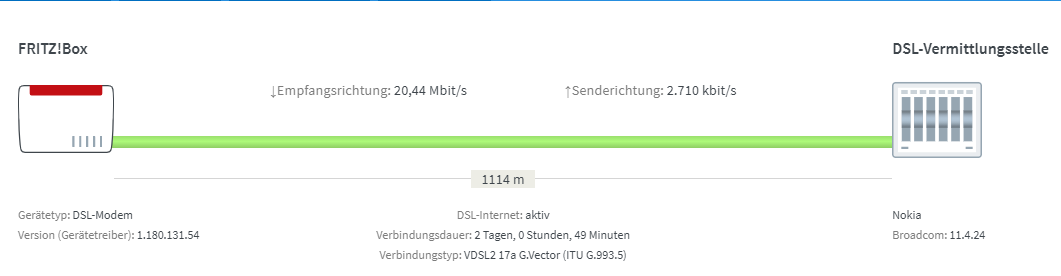 FRITZ!Box
DSL-Vermittlungsstelle
↓Empfangsrichtung: 20,44 Mbit/s
↑Senderichtung: 2.710 kbit/s
1114 m
Gerätetyp: DSL-Modem
DSL-Internet: aktiv
Nokia
Version (Gerätetreiber): 1.180.131.54
Verbindungsdauer: 2 Tagen, 0 Stunden, 49 Minuten
Broadcom: 11.4.24
Verbindungstyp: VDSL2 17a G.Vector (ITU G.993.5)